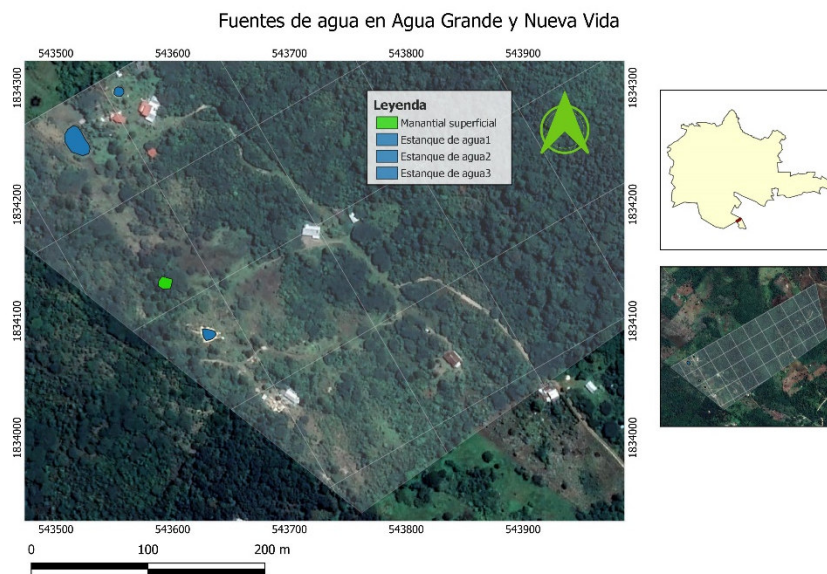 Fuentes de agua en Agua Grande y Nueva Vida
543500 543600 543700 543800 543900
1834300
1834200
1834100
1834000
Leyenda
Manantial superficial
Estanque de agua1
Estanque de agua2
Estanque de agua3
1834300
1834200
1834100
1834000
543500 543600 543700 543800 543900
0 100 200 m